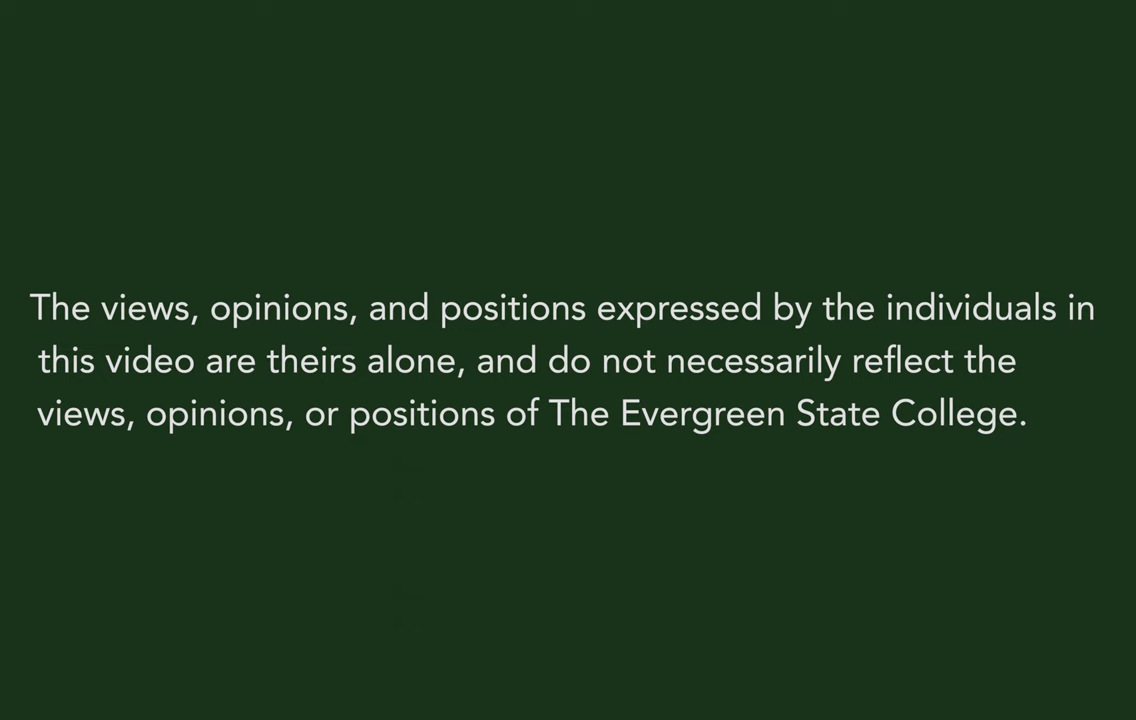 The views, opinions, and positions expressed by the individuals in
this video are theirs alone, and do not necessarily reflect the
views, opinions, or positions of The Evergreen State College.